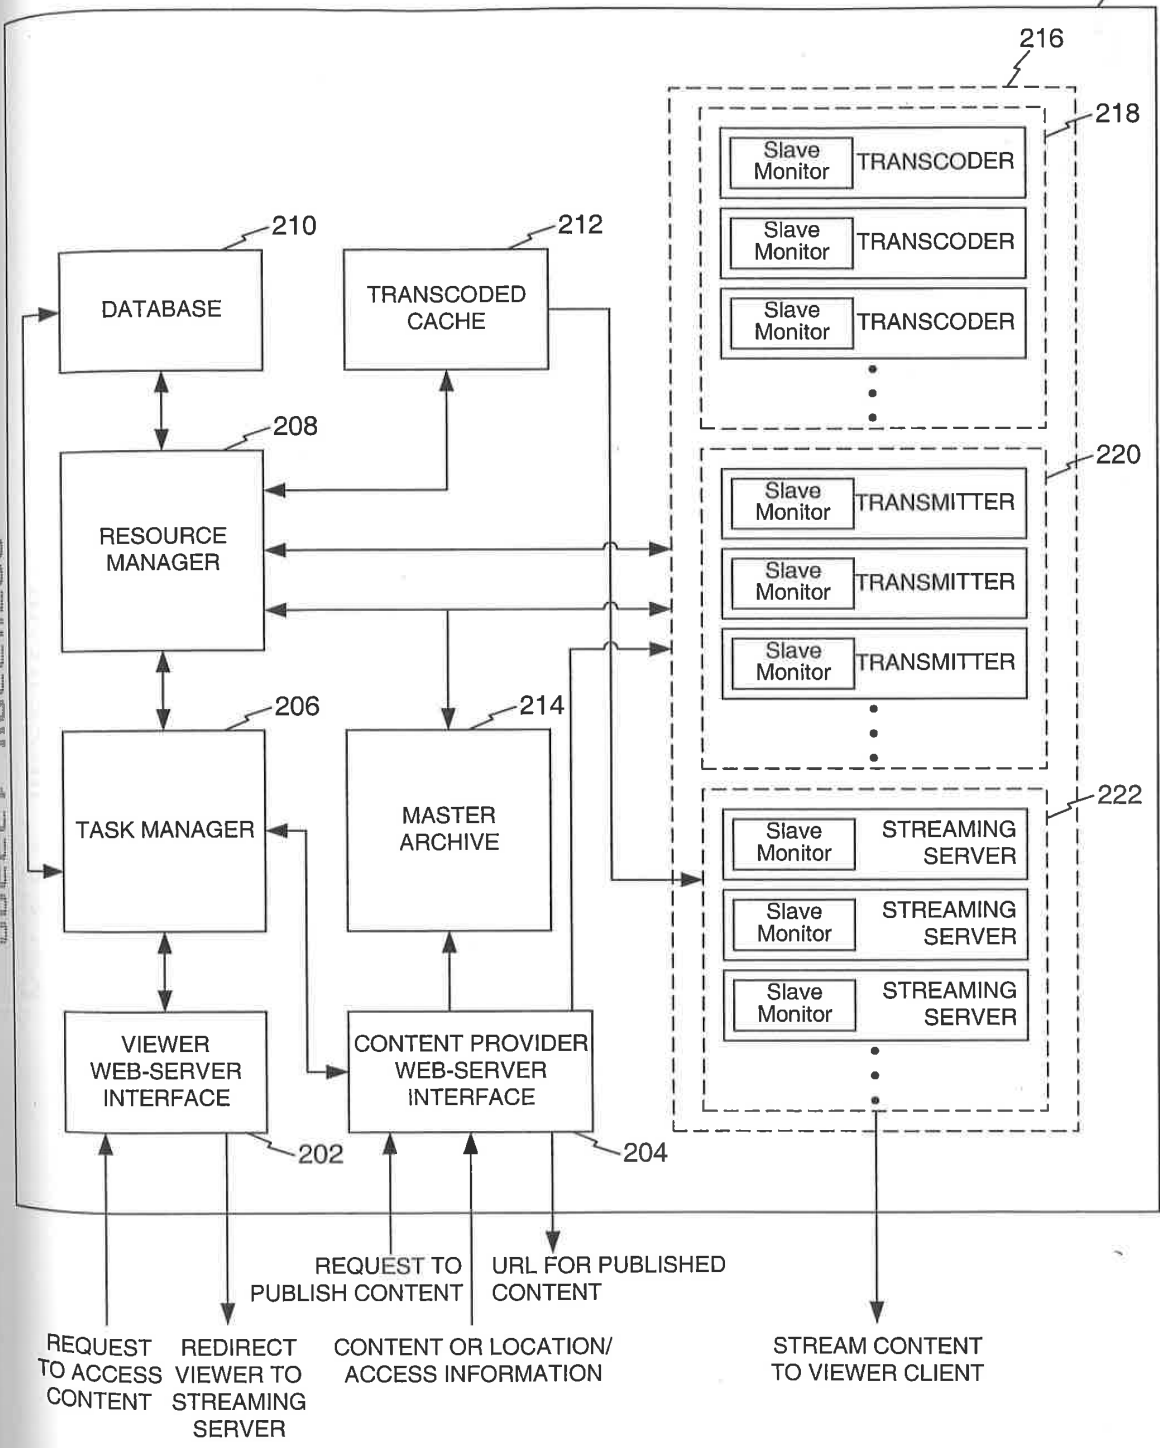 216
218
Slave
Monitor
TRANSCODER
Slave
Monitor
TRANSCODER
Slave
Monitor
TRANSCODER
210
DATABASE
212
TRANSCODED
CACHE
208
RESOURCE
MANAGER
220
Slave
Monitor
TRANSMITTER
Slave
Monitor
TRANSMITTER
Slave
Monitor
TRANSMITTER
206
TASK MANAGER
214
MASTER
ARCHIVE
222
Slave
Monitor
STREAMING
SERVER
Slave
Monitor
STREAMING
SERVER
Slave
Monitor
STREAMING
SERVER
VIEWER
WEB-SERVER
INTERFACE
202
CONTENT PROVIDER
WEB-SERVER
INTERFACE
204
REQUEST TO
PUBLISH CONTENT
URL FOR PUBLISHED
CONTENT
REQUEST
TO ACCESS
CONTENT
REDIRECT
VIEWER TO
STREAMING
SERVER
CONTENT OR LOCATION/
ACCESS INFORMATION
STREAM CONTENT
TO VIEWER CLIENT